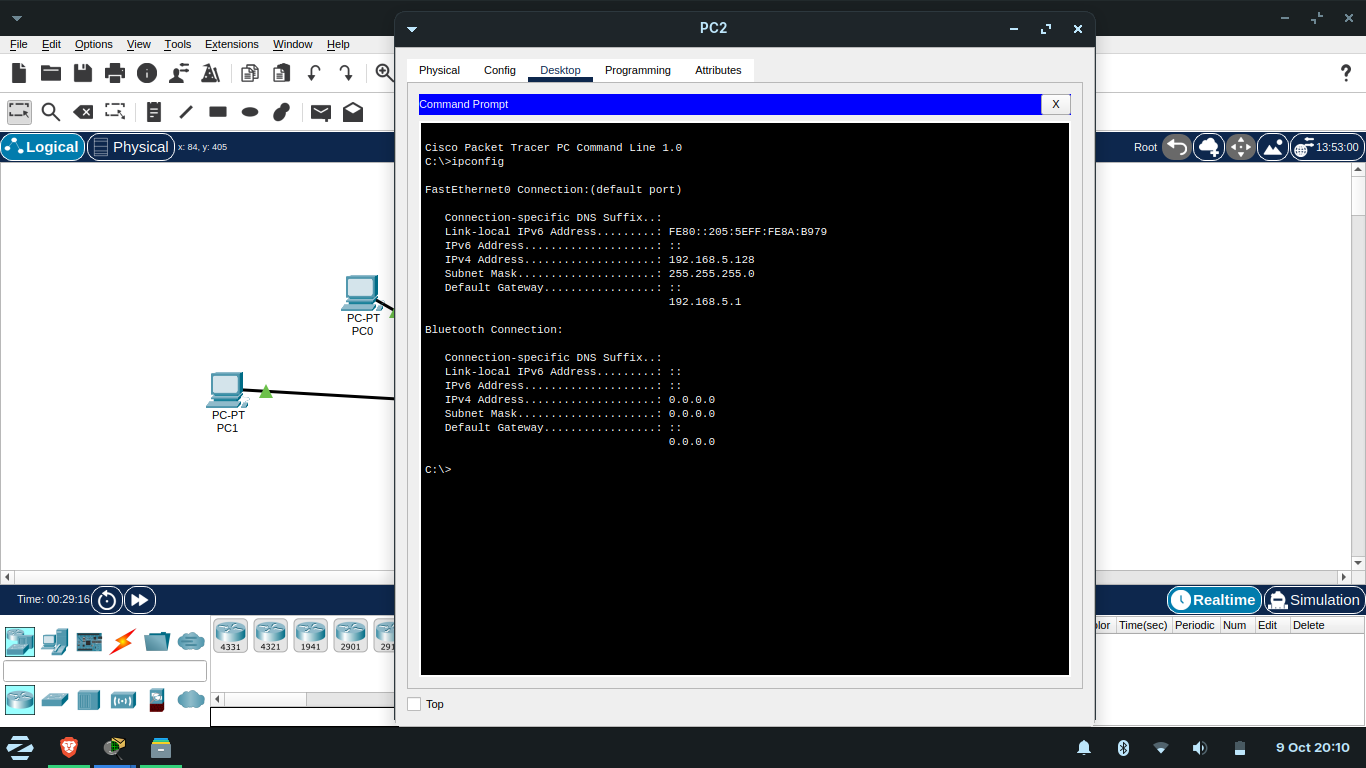 PC2
File Edit Options View Tools Extensions Window Help
Physical Config Desktop Programming Attributes
?
Command Prompt X
Logical Physical x: 84, y: 405
Root 13:53:00
Cisco Packet Tracer PC Command Line 1.0
C:\>ipconfig
FastEthernet0 Connection:(default port)
Connection-specific DNS Suffix..:
Link-local IPv6 Address.........: FE80::205:5EFF:FE8A:B979
IPv6 Address....................: ::
IPv4 Address....................: 192.168.5.128
Subnet Mask.....................: 255.255.255.0
Default Gateway.................: ::
192.168.5.1
Bluetooth Connection:
Connection-specific DNS Suffix..:
Link-local IPv6 Address.........: ::
IPv6 Address....................: ::
IPv4 Address....................: 0.0.0.0
Subnet Mask.....................: 0.0.0.0
Default Gateway.................: ::
0.0.0.0
C:\>
PC-PT
PC0
PC-PT
PC1
Time: 00:29:16
Realtime Simulation
4331 4321 1941 2901
Time(sec) Periodic Num Edit Delete
Top
9 Oct 20:10